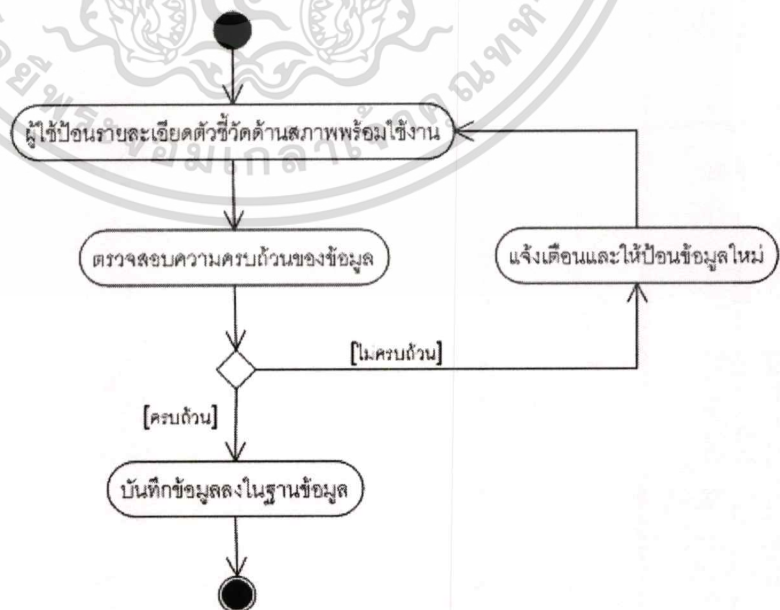 ผู้ใช้ป้อนรายละเอียดตัวชี้วัดด้านสภาพพร้อมใช้งาน
ตรวจสอบความครบถ้วนของข้อมูล
แจ้งเตือนและให้ป้อนข้อมูลใหม่
[ไม่ครบถ้วน]
[ครบถ้วน]
บันทึกข้อมูลลงในฐานข้อมูล